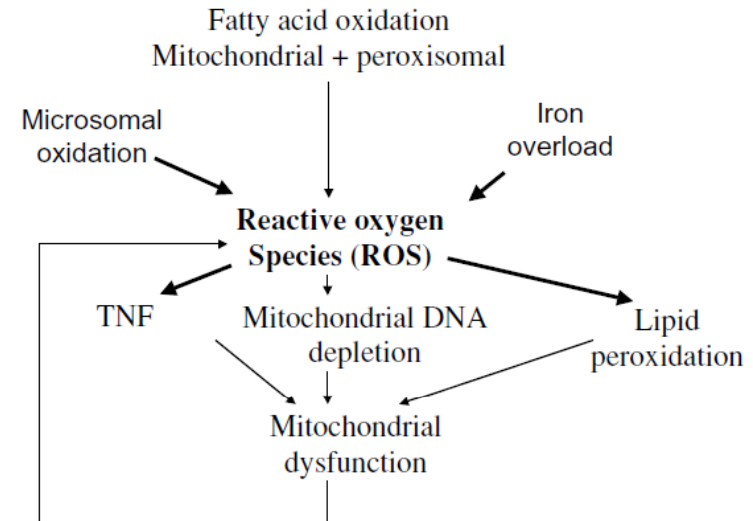 Fatty acid oxidation
Mitochondrial + peroxisomal
Microsomal
oxidation
Iron
overload
Reactive oxygen
Species (ROS)
TNF
Mitochondrial DNA
depletion
Lipid
peroxidation
Mitochondrial
dysfunction